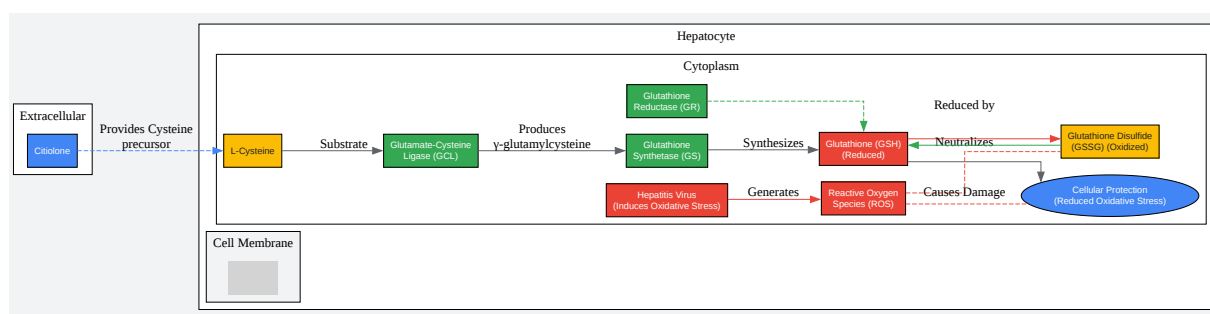 Hepatocyte
Cytoplasm
Extracellular
Citiolone
Provides Cysteine
precursor
L-Cysteine
Substrate
Glutamate-Cysteine
Ligase (GCL)
Produces
γ-glutamylcysteine
Glutathione
Reductase (GR)
Glutathione
Synthetase (GS)
Synthesizes
Glutathione (GSH)
(Reduced)
Reduced by
Neutralizes
Glutathione Disulfide
(GSSG) (Oxidized)
Hepatitis Virus
(Induces Oxidative Stress)
Generates
Reactive Oxygen
Species (ROS)
Causes Damage
Cellular Protection
(Reduced Oxidative Stress)
Cell Membrane